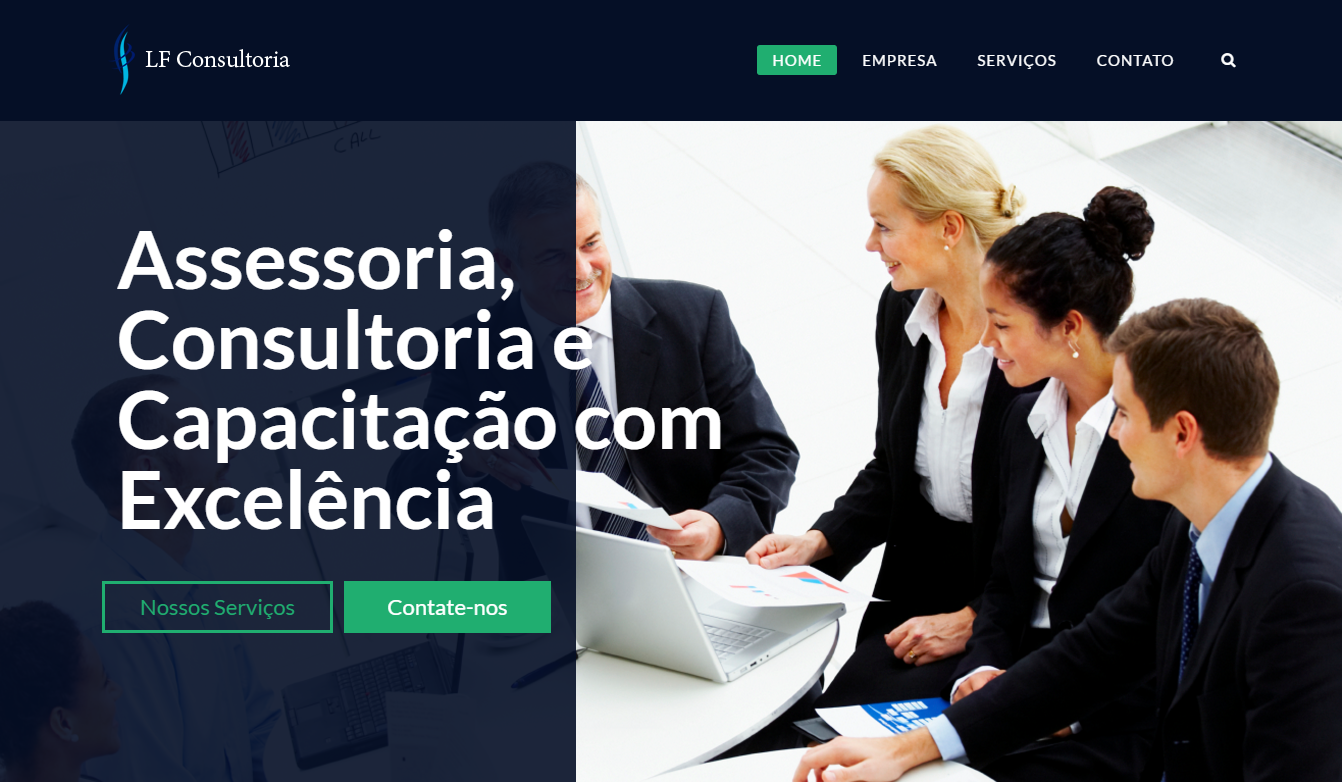 LF Consultoria
HOME EMPRESA SERVIÇOS CONTATO
CALL
Assessoria,
Consultoria e
Capacitação com
Excelência
Nossos Serviços Contate-nos